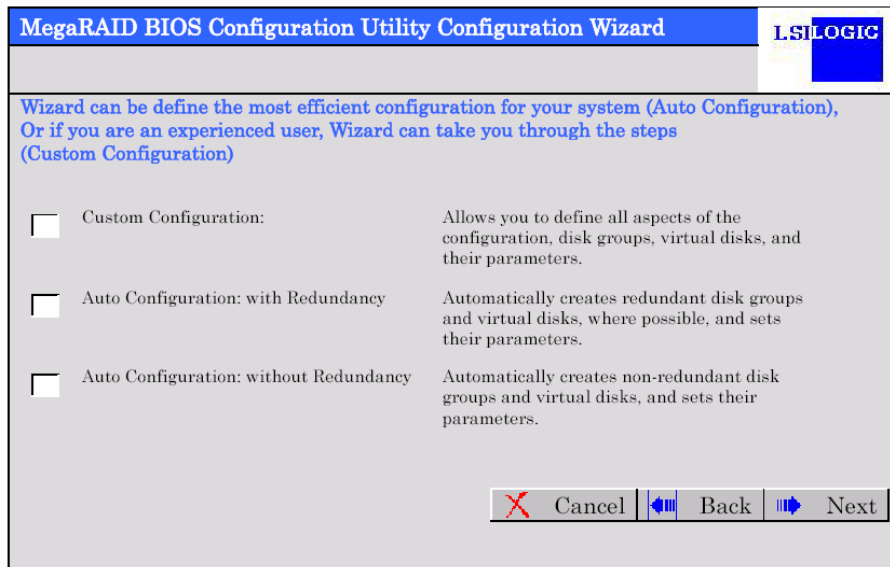 MegaRAID BIOS Configuration Utility Configuration Wizard
LSILOGIC
Wizard can be define the most efficient configuration for your system (Auto Configuration),
Or if you are an experienced user, Wizard can take you through the steps
(Custom Configuration)
Custom Configuration:
Allows you to define all aspects of the
configuration, disk groups, virtual disks, and
their parameters.
Auto Configuration: with Redundancy
Automatically creates redundant disk groups
and virtual disks, where possible, and sets
their parameters.
Auto Configuration: without Redundancy
Automatically creates non-redundant disk
groups and virtual disks, and sets their
parameters.
Cancel Back Next